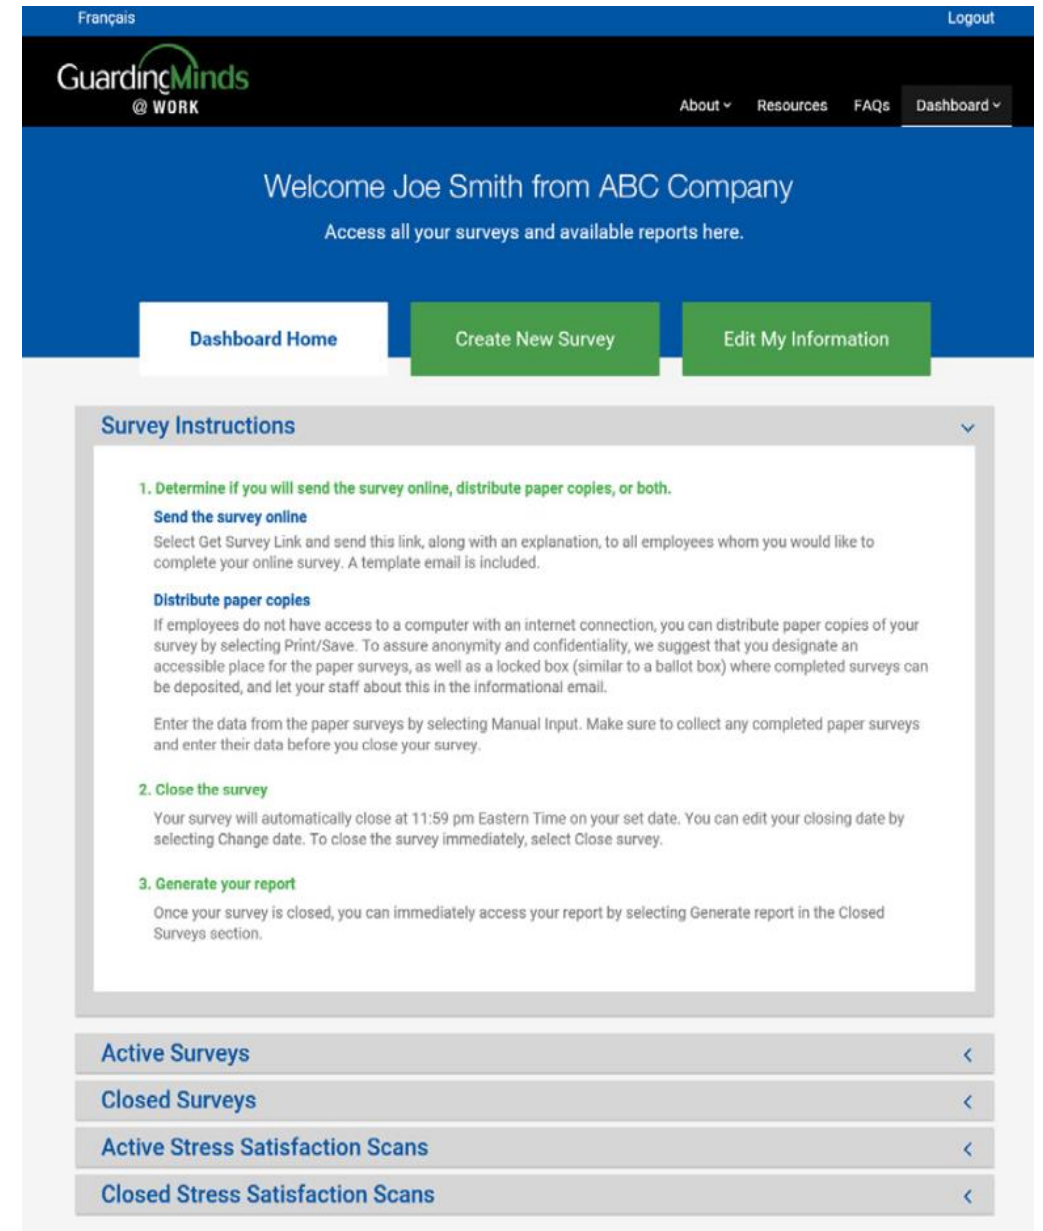 Français
Logout
GuardingMinds
@ WORK
About
Resources
FAQs
Dashboard
Welcome Joe Smith from ABC Company
Access all your surveys and available reports here.
Dashboard Home
Create New Survey
Edit My Information
Survey Instructions
1. Determine if you will send the survey online, distribute paper copies, or both.
Send the survey online
Select Get Survey Link and send this link, along with an explanation, to all employees whom you would like to
complete your online survey. A template email is included.
Distribute paper copies
If employees do not have access to a computer with an internet connection, you can distribute paper copies of your
survey by selecting Print/Save. To assure anonymity and confidentiality, we suggest that you designate an
accessible place for the paper surveys, as well as a locked box (similar to a ballot box) where completed surveys can
be deposited, and let your staff about this in the informational email.
Enter the data from the paper surveys by selecting Manual Input. Make sure to collect any completed paper surveys
and enter their data before you close your survey.
2. Close the survey
Your survey will automatically close at 11:59 pm Eastern Time on your set date. You can edit your closing date by
selecting Change date. To close the survey immediately, select Close survey.
3. Generate your report
Once your survey is closed, you can immediately access your report by selecting Generate report in the Closed
Surveys section.
Active Surveys
Closed Surveys
Active Stress Satisfaction Scans
Closed Stress Satisfaction Scans